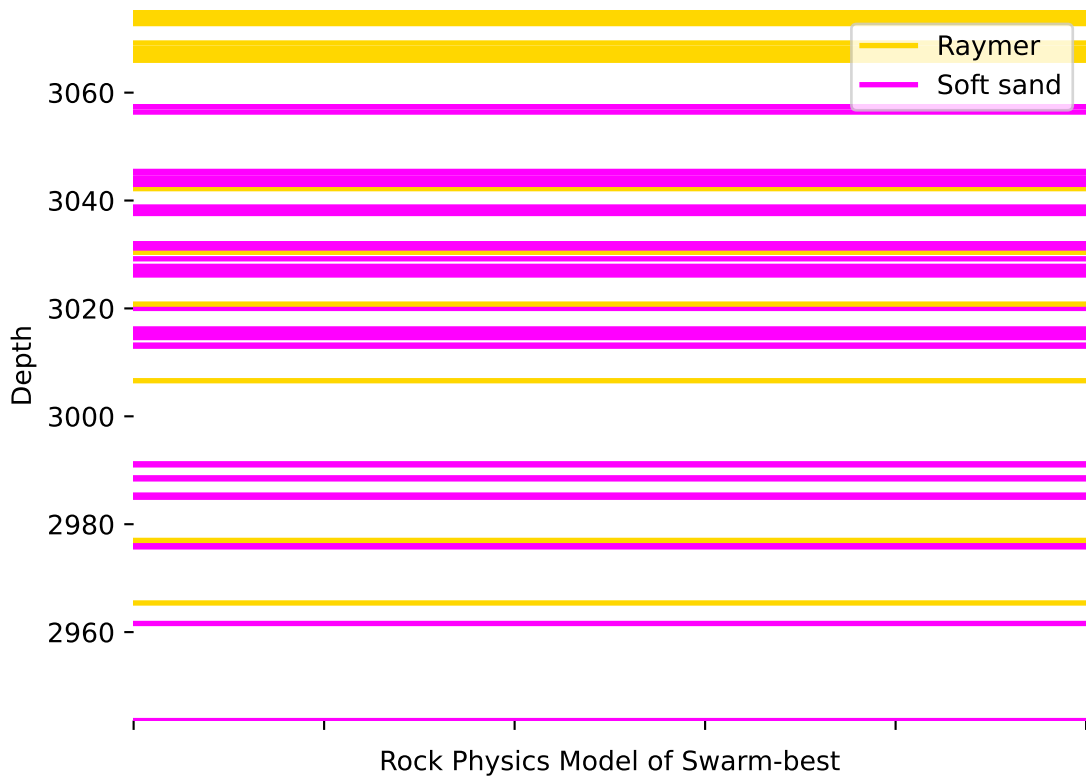 Raymer
Soft sand
3060
3040
3020
3000
2980
2960
Depth
Rock Physics Model of Swarm-best